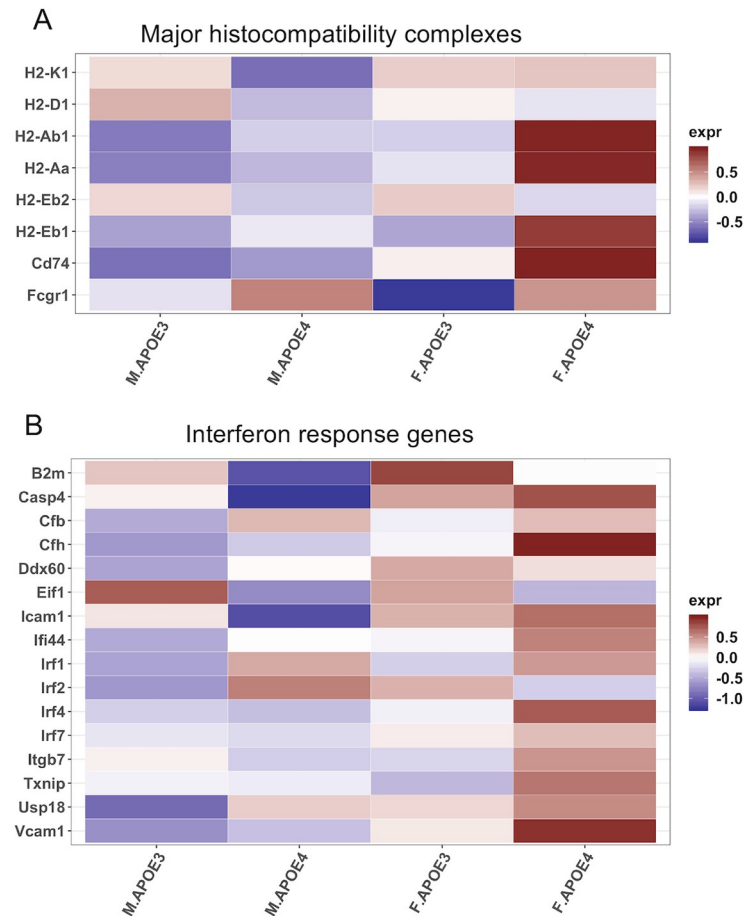 A
Major histocompatibility complexes
H2-K1
H2-D1
H2-Ab1
H2-Aa
H2-Eb2
H2-Eb1
Cd74
Fcgr1
expr
0.5
0.0
-0.5
M.APOE3
M.APOE4
F.APOE3
F.APOE4
B
Interferon response genes
B2m
Casp4
Cfb
Cfh
Ddx60
Eif1
Icam1
Ifi44
Irf1
Irf2
Irf4
Irf7
Itgb7
Txnip
Usp18
Vcam1
expr
0.5
0.0
-0.5
-1.0
M.APOE3
M.APOE4
F.APOE3
F.APOE4